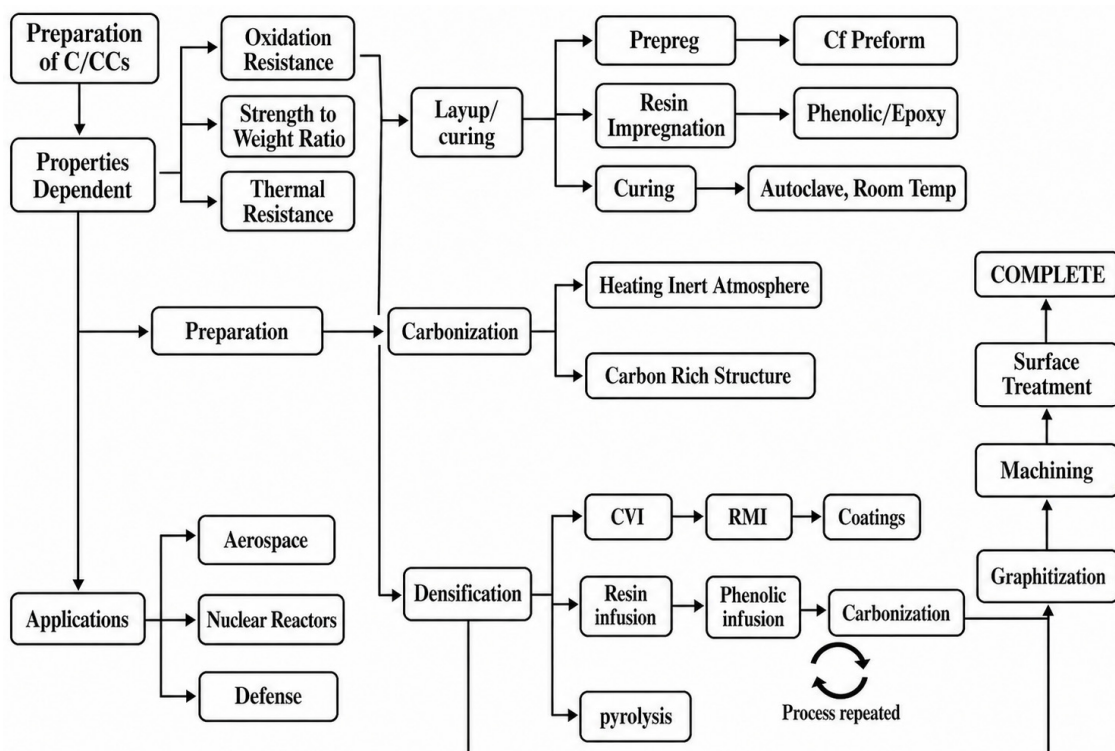 Preparation
of C/CCs
Properties
Dependent
Oxidation
Resistance
Strength to
Weight Ratio
Thermal
Resistance
Layup/
curing
Prepreg
Cf Preform
Resin
Impregnation
Phenolic/Epoxy
Curing
Autoclave, Room Temp
Preparation
Carbonization
Heating Inert Atmosphere
Carbon Rich Structure
Applications
Aerospace
Nuclear Reactors
Defense
Densification
CVI
RMI
Coatings
Resin
infusion
Phenolic
infusion
Carbonization
Process repeated
pyrolysis
Graphitization
Machining
Surface
Treatment
COMPLETE